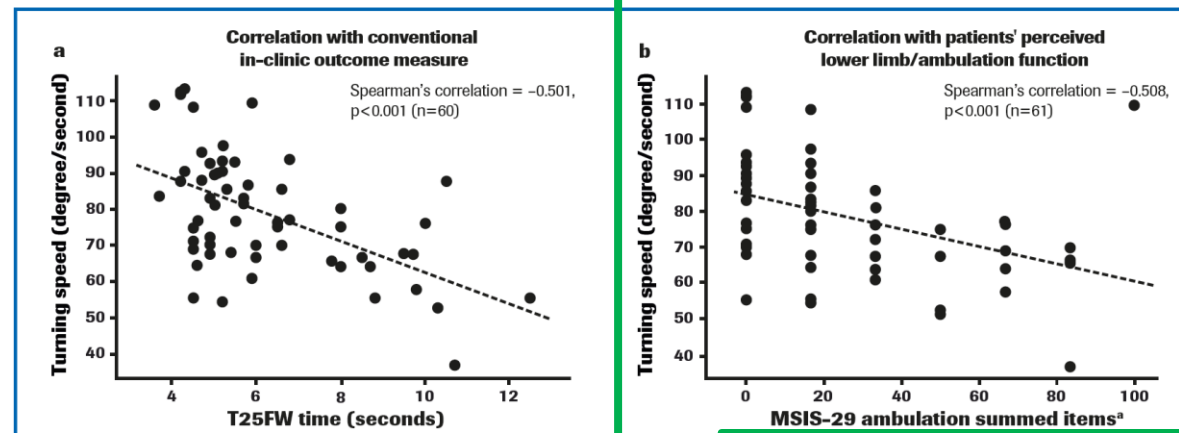 a
Correlation with conventional
in-clinic outcome measure
Spearman's correlation = –0.501,
p<0.001 (n=60)
Turning speed (degree/second)
110
100
90
80
70
60
50
40
4 6 8 10 12
T25FW time (seconds)
b
Correlation with patients' perceived
lower limb/ambulation function
Spearman's correlation = –0.508,
p<0.001 (n=61)
Turning speed (degree/second)
110
100
90
80
70
60
50
40
0 20 40 60 80 100
MSIS–29 ambulation summed itemsᵃ